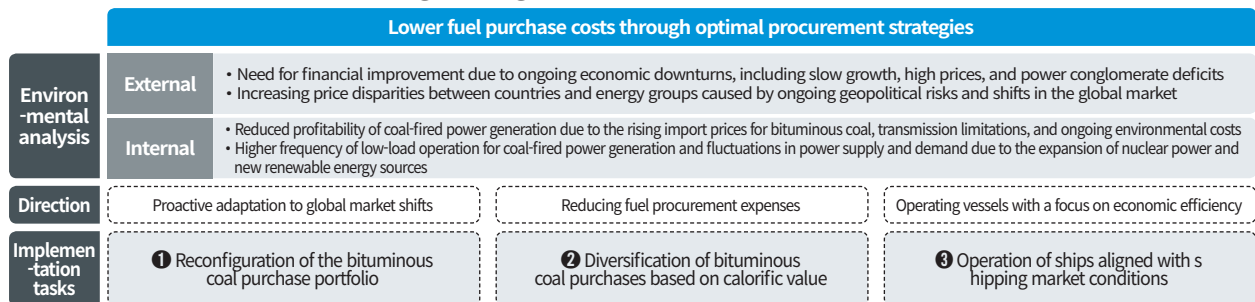 Lower fuel purchase costs through optimal procurement strategies
Environ
-mental
analysis
External
• Need for financial improvement due to ongoing economic downturns, including slow growth, high prices, and power conglomerate deficits
• Increasing price disparities between countries and energy groups caused by ongoing geopolitical risks and shifts in the global market
Internal
• Reduced profitability of coal-fired power generation due to the rising import prices for bituminous coal, transmission limitations, and ongoing environmental costs
• Higher frequency of low-load operation for coal-fired power generation and fluctuations in power supply and demand due to the expansion of nuclear power and
new renewable energy sources
Direction
Proactive adaptation to global market shifts
Reducing fuel procurement expenses
Operating vessels with a focus on economic efficiency
Implemen
-tation
tasks
❶ Reconfiguration of the bituminous
coal purchase portfolio
❷ Diversification of bituminous
coal purchases based on calorific value
❸ Operation of ships aligned with s
hipping market conditions